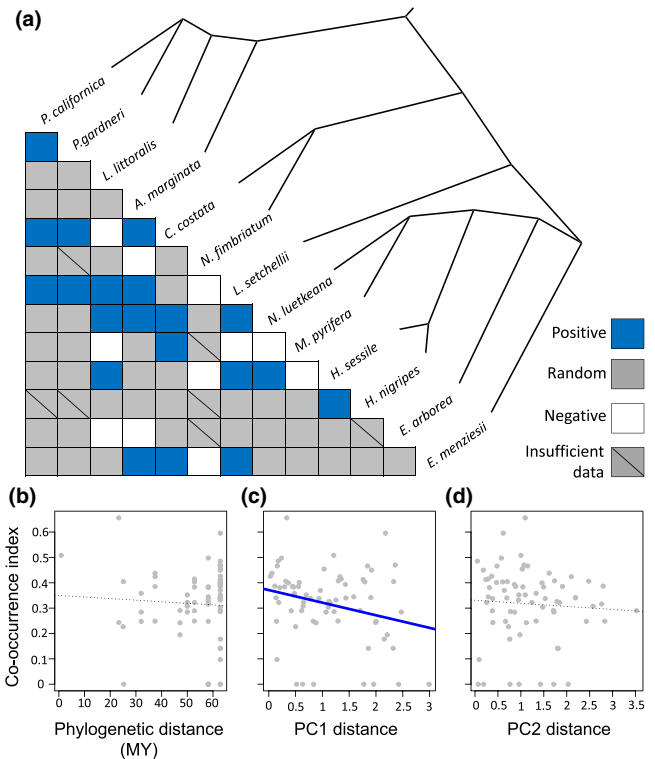 (a)
P. californica
P.gardneri
L. littoralis
A. marginata
C. costata
N. fimbriatum
L. setchellii
N. luetkeana
M. pyrifera
H. sessile
H. nigripes
E. arborea
E. menziesii
Positive
Random
Negative
Insufficient
data
(b)
(c)
(d)
Co-occurrence index
0.6
0.5
0.4
0.3
0.2
0.1
0
0 10 20 30 40 50 60
Phylogenetic distance
(MY)
0 0.5 1 1.5 2 2.5 3
PC1 distance
0 0.5 1 1.5 2 2.5 3 3.5
PC2 distance